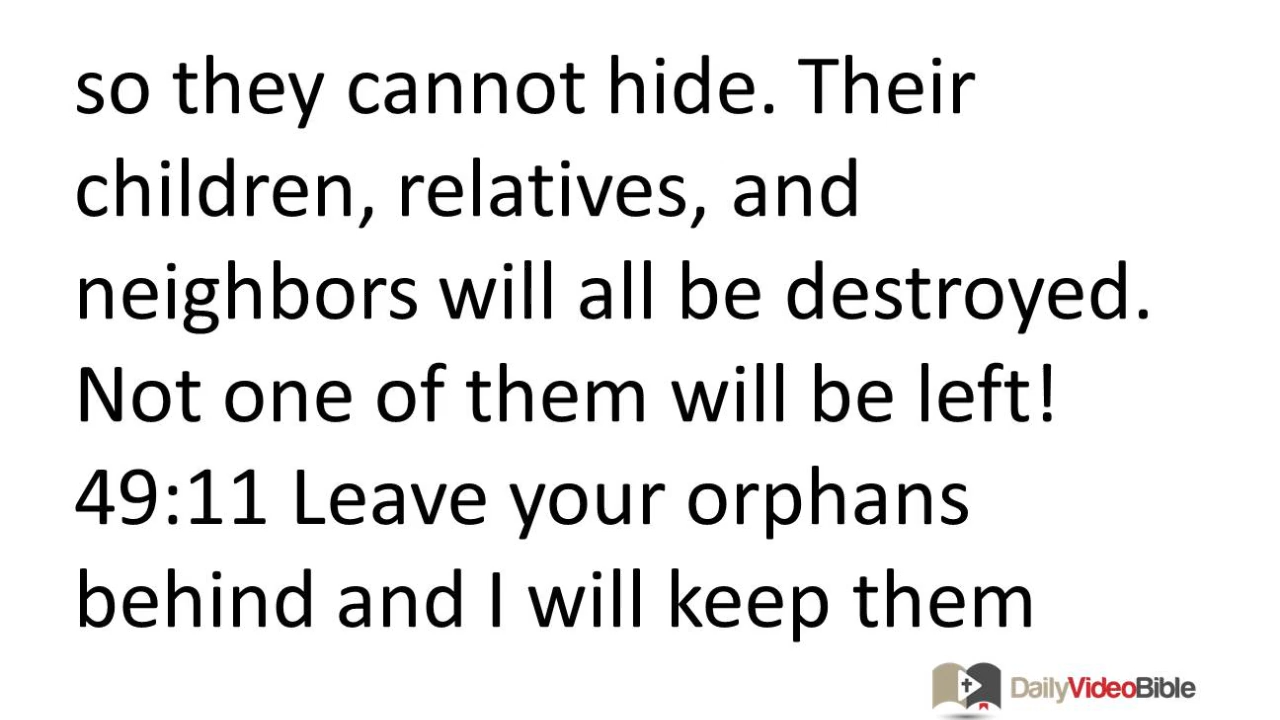 so they cannot hide. Their
children, relatives, and
neighbors will all be destroyed.
Not one of them will be left!
49:11 Leave your orphans
behind and I will keep them
DailyVideoBible